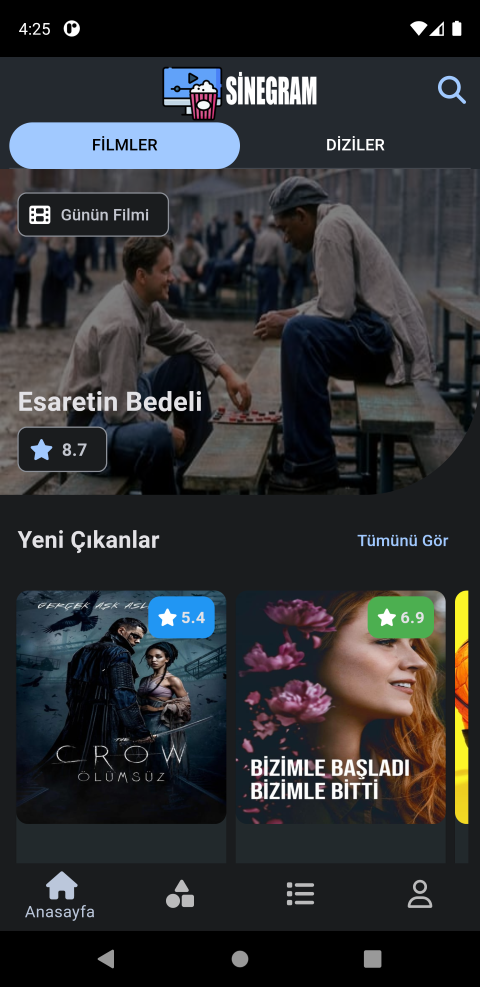 4:25
SİNEGRAM
FİLMLER
DİZİLER
Günün Filmi
Esaretin Bedeli
8.7
Yeni Çıkanlar
Tümünü Gör
GERÇEK AŞK ASL
5.4
THE
CROW
ÖLÜMSÜZ
6.9
BİZİMLE BAŞLADI
BİZİMLE BİTTİ
Anasayfa